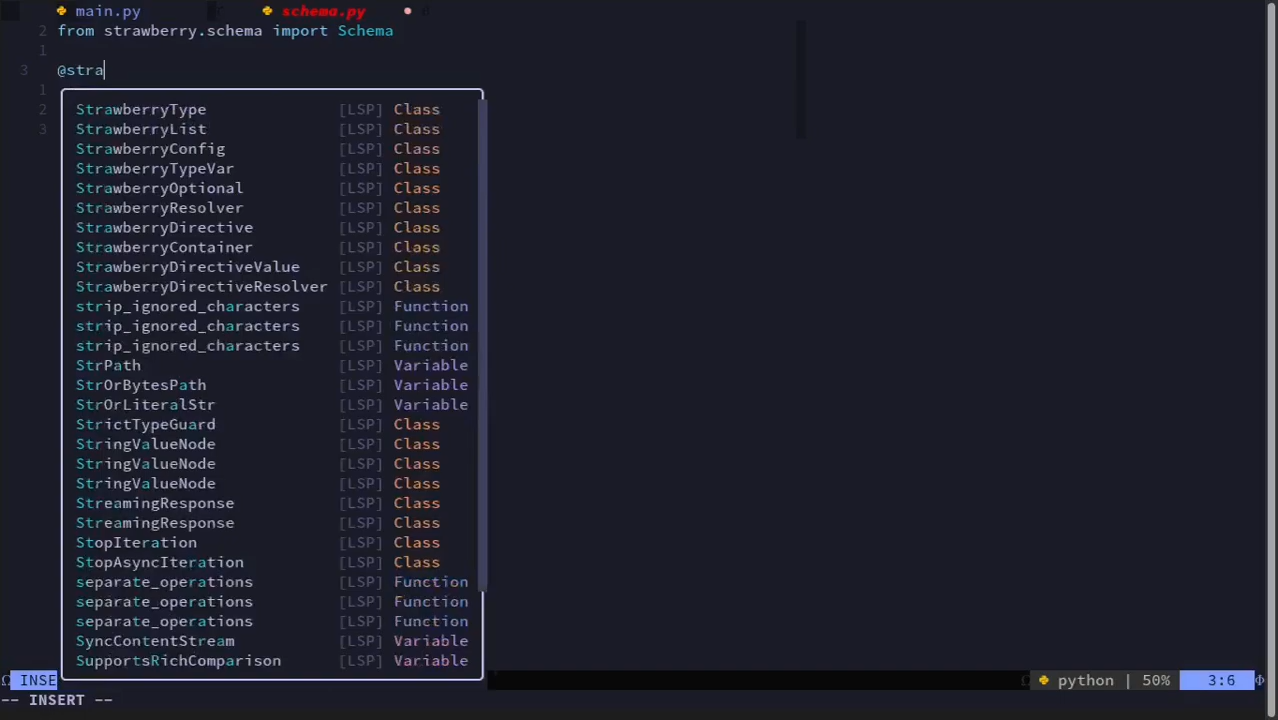 main.py schema.py
2 from strawberry.schema import Schema
1
3 @stra
1
2 StrawberryType [LSP] Class
3 StrawberryList [LSP] Class
StrawberryConfig [LSP] Class
StrawberryTypeVar [LSP] Class
StrawberryOptional [LSP] Class
StrawberryResolver [LSP] Class
StrawberryDirective [LSP] Class
StrawberryContainer [LSP] Class
StrawberryDirectiveValue [LSP] Class
StrawberryDirectiveResolver [LSP] Class
strip_ignored_characters [LSP] Function
strip_ignored_characters [LSP] Function
strip_ignored_characters [LSP] Function
StrPath [LSP] Variable
StrOrBytesPath [LSP] Variable
StrOrLiteralStr [LSP] Variable
StrictTypeGuard [LSP] Class
StringValueNode [LSP] Class
StringValueNode [LSP] Class
StringValueNode [LSP] Class
StreamingResponse [LSP] Class
StreamingResponse [LSP] Class
StopIteration [LSP] Class
StopAsyncIteration [LSP] Class
separate_operations [LSP] Function
separate_operations [LSP] Function
separate_operations [LSP] Function
SyncContentStream [LSP] Variable
SupportsRichComparison [LSP] Variable
INSE python | 50% 3:6
-- INSERT --